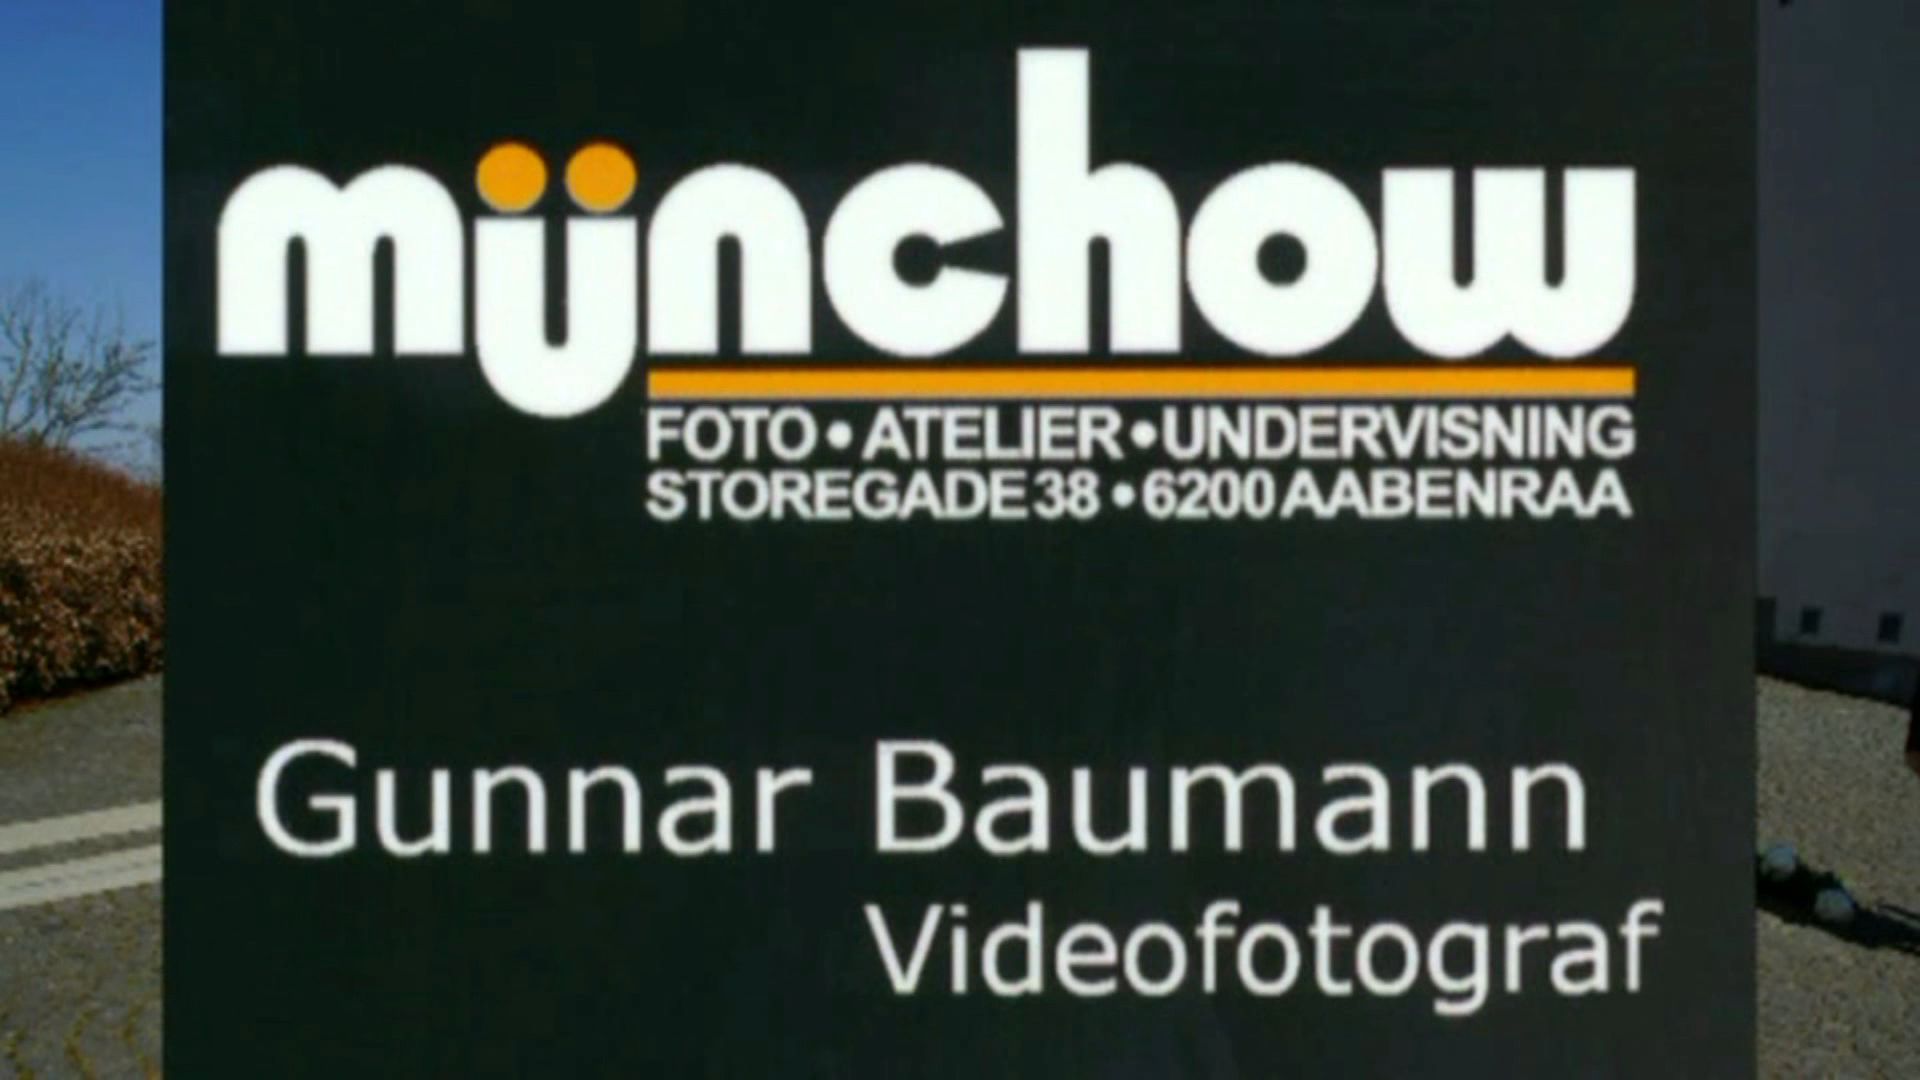 münchow
FOTO • ATELIER • UNDERVISNING
STOREGADE 38 • 6200 AABENRAA
Gunnar Baumann
Videofotograf